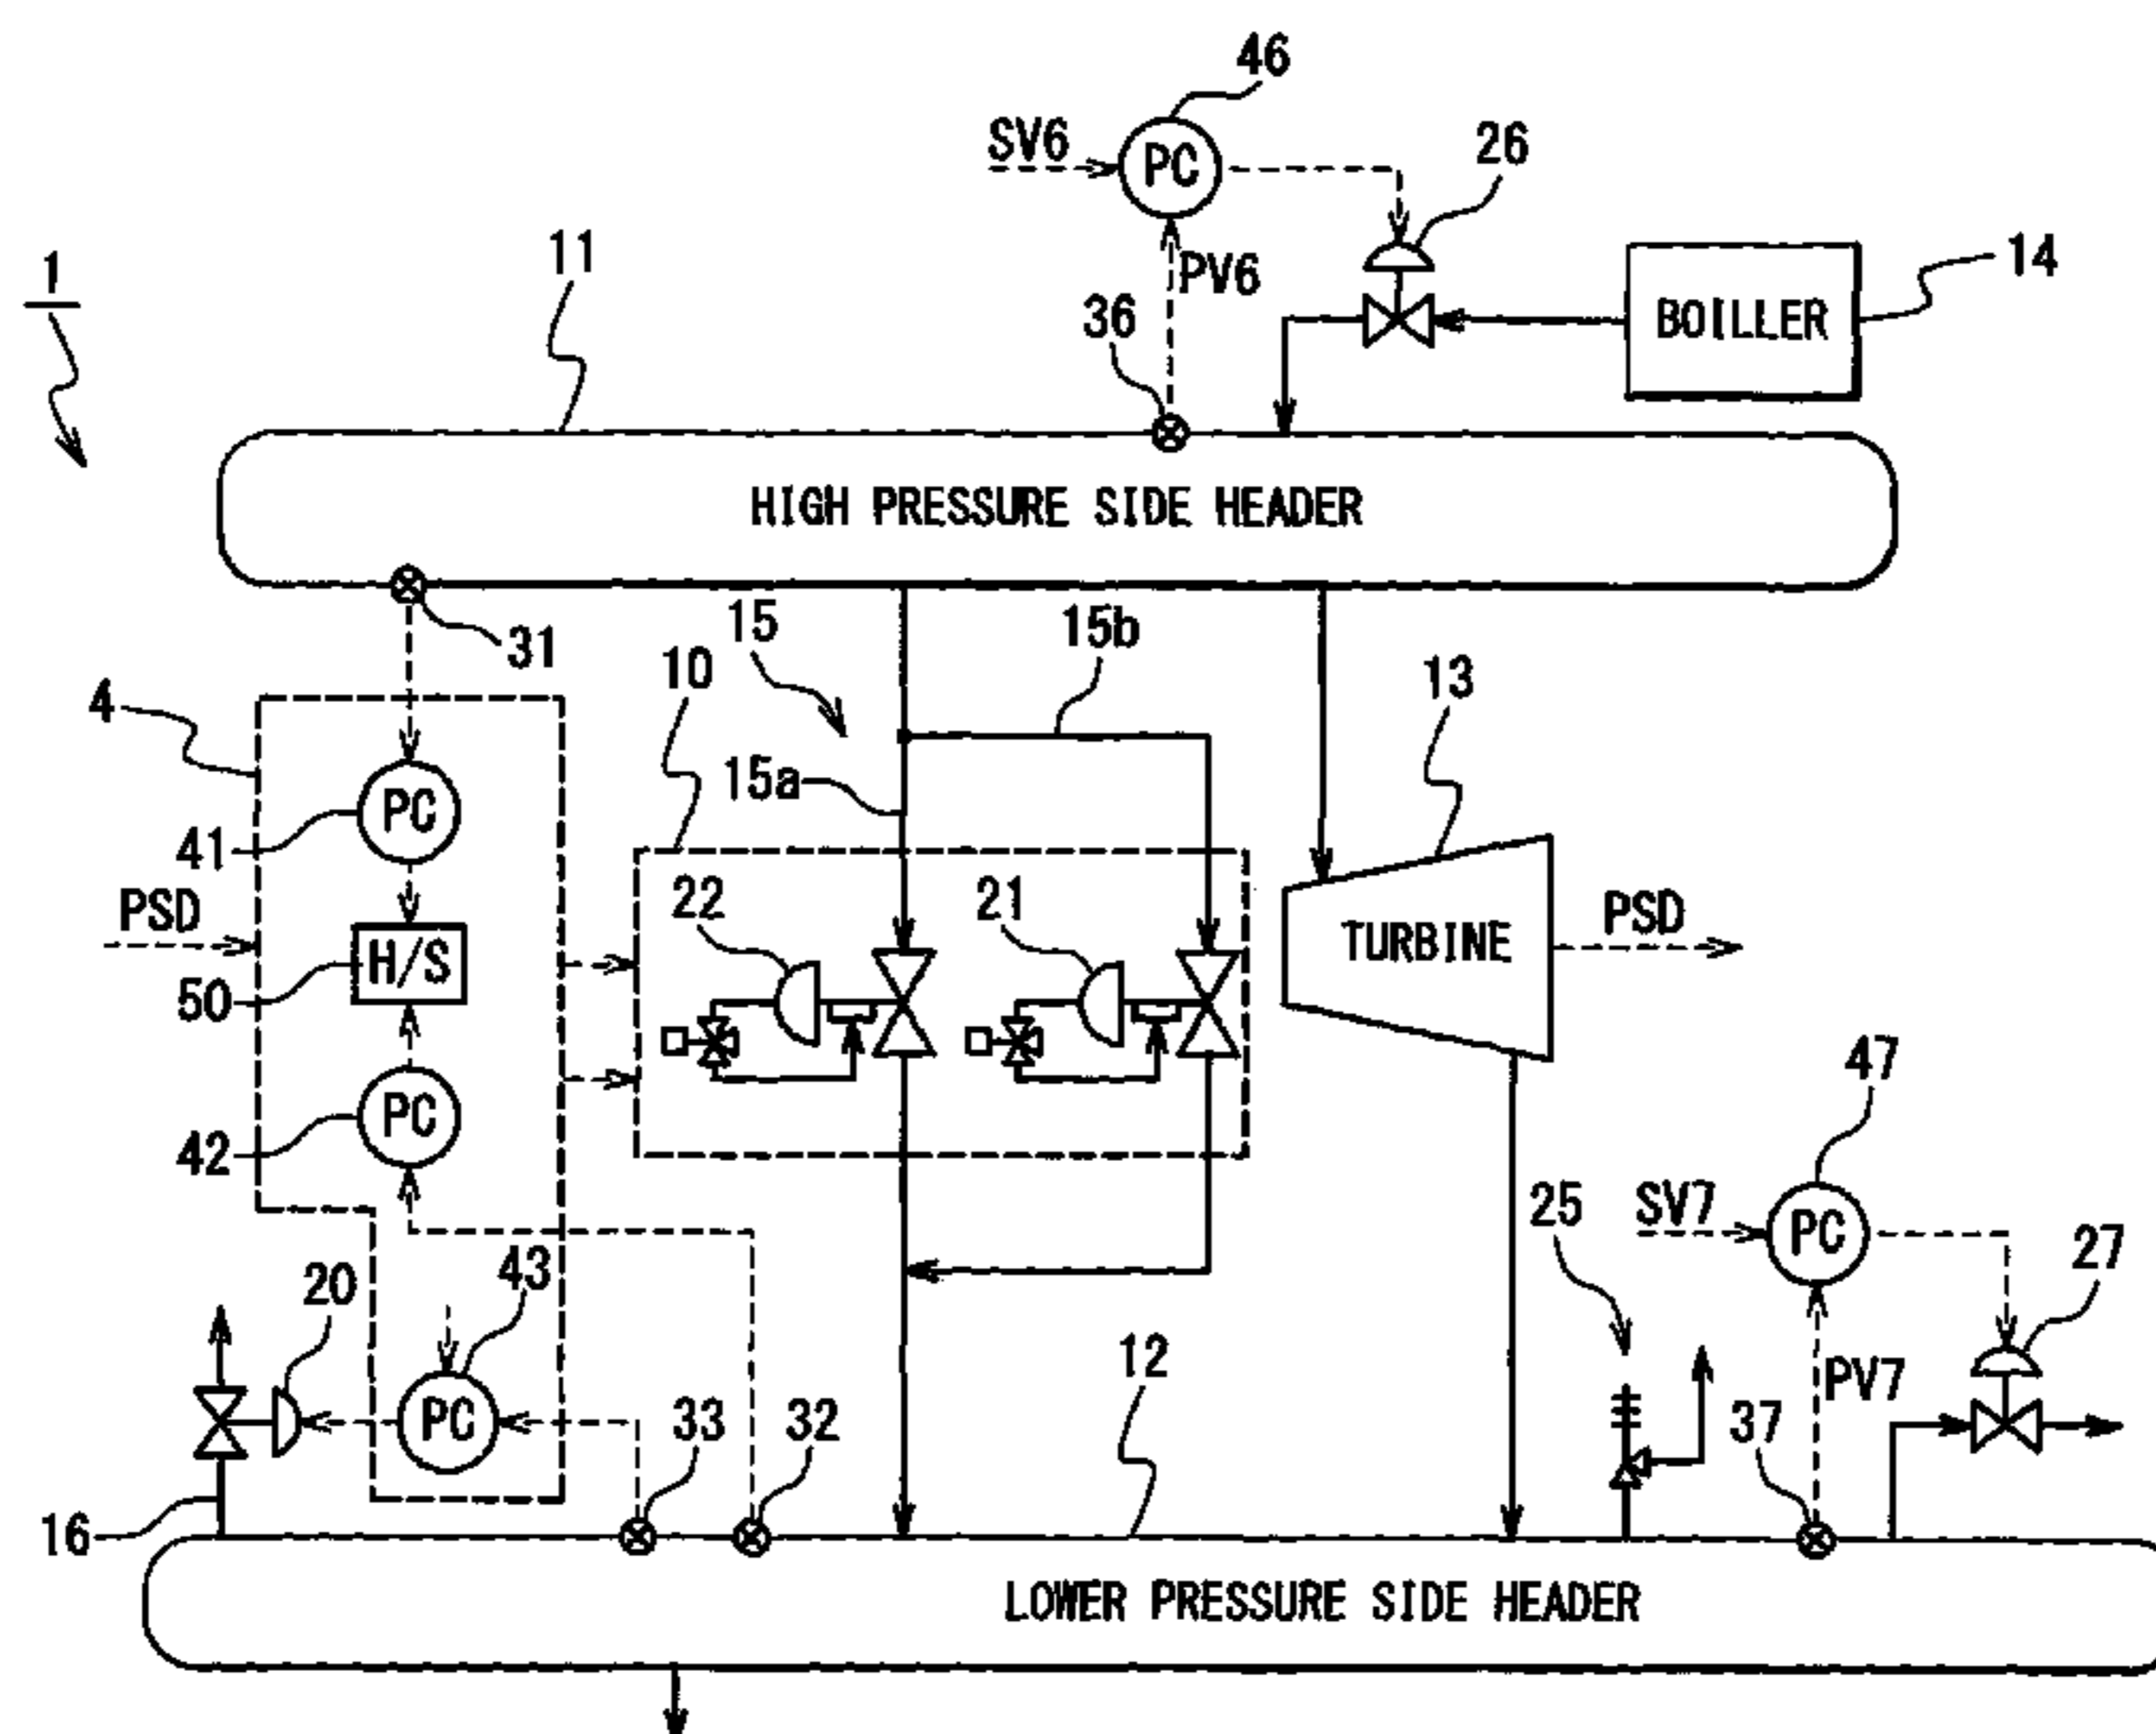 46
SV6
PC
26
1
11
PV6
36
BOILLER
14
HIGH PRESSURE SIDE HEADER
31
15
15b
10
13
4
15a
PC
41
PSD
22
21
TURBINE
PSD
H/S
50
PC
42
47
25
SV7
PC
43
20
27
12
PV7
PC
33
32
37
16
LOWER PRESSURE SIDE HEADER